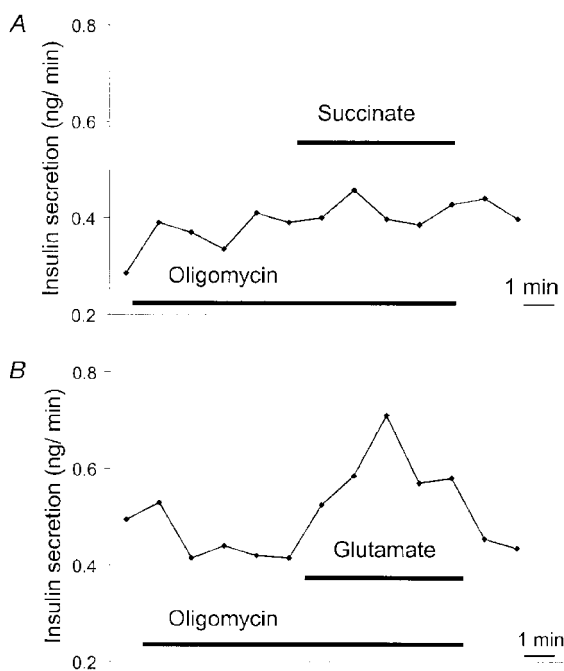 A
Insulin secretion (ng/ min)
0.8
0.6
0.4
0.2
Succinate
Oligomycin
1 min
B
Insulin secretion (ng/ min)
0.8
0.6
0.4
0.2
Glutamate
Oligomycin
1 min